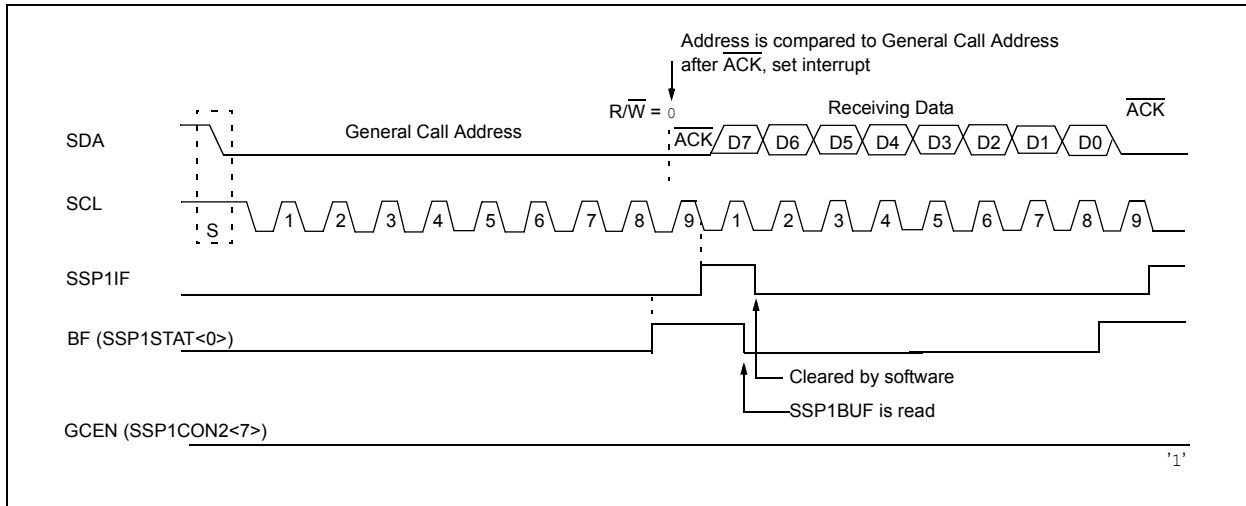 Address is compared to General Call Address
after ACK, set interrupt
R/W = 0
Receiving Data
ACK
SDA
General Call Address
ACK D7 D6 D5 D4 D3 D2 D1 D0
SCL
S
1 2 3 4 5 6 7 8 9 1 2 3 4 5 6 7 8 9
SSP1IF
BF (SSP1STAT<0>)
Cleared by software
SSP1BUF is read
GCEN (SSP1CON2<7>)
'1'